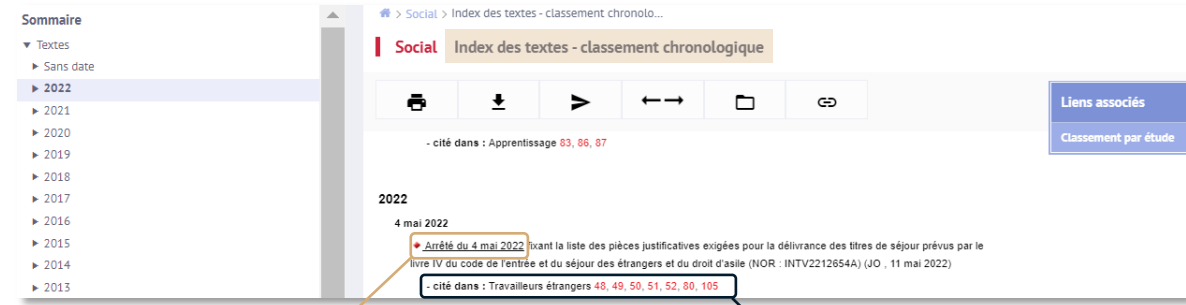 Sommaire
Textes
Sans date
2022
2021
2020
2019
2018
2017
2016
2015
2014
2013
> Social > Index des textes - classement chronolo...
Social Index des textes - classement chronologique
Liens associés
Classement par étude
- cité dans : Apprentissage 83, 86, 87
2022
4 mai 2022
Arrêté du 4 mai 2022 fixant la liste des pièces justificatives exigées pour la délivrance des titres de séjour prévus par le
livre IV du code de l'entrée et du séjour des étrangers et du droit d'asile (NOR : INTV2212654A) (JO , 11 mai 2022)
- cité dans : Travailleurs étrangers 48, 49, 50, 51, 52, 80, 105